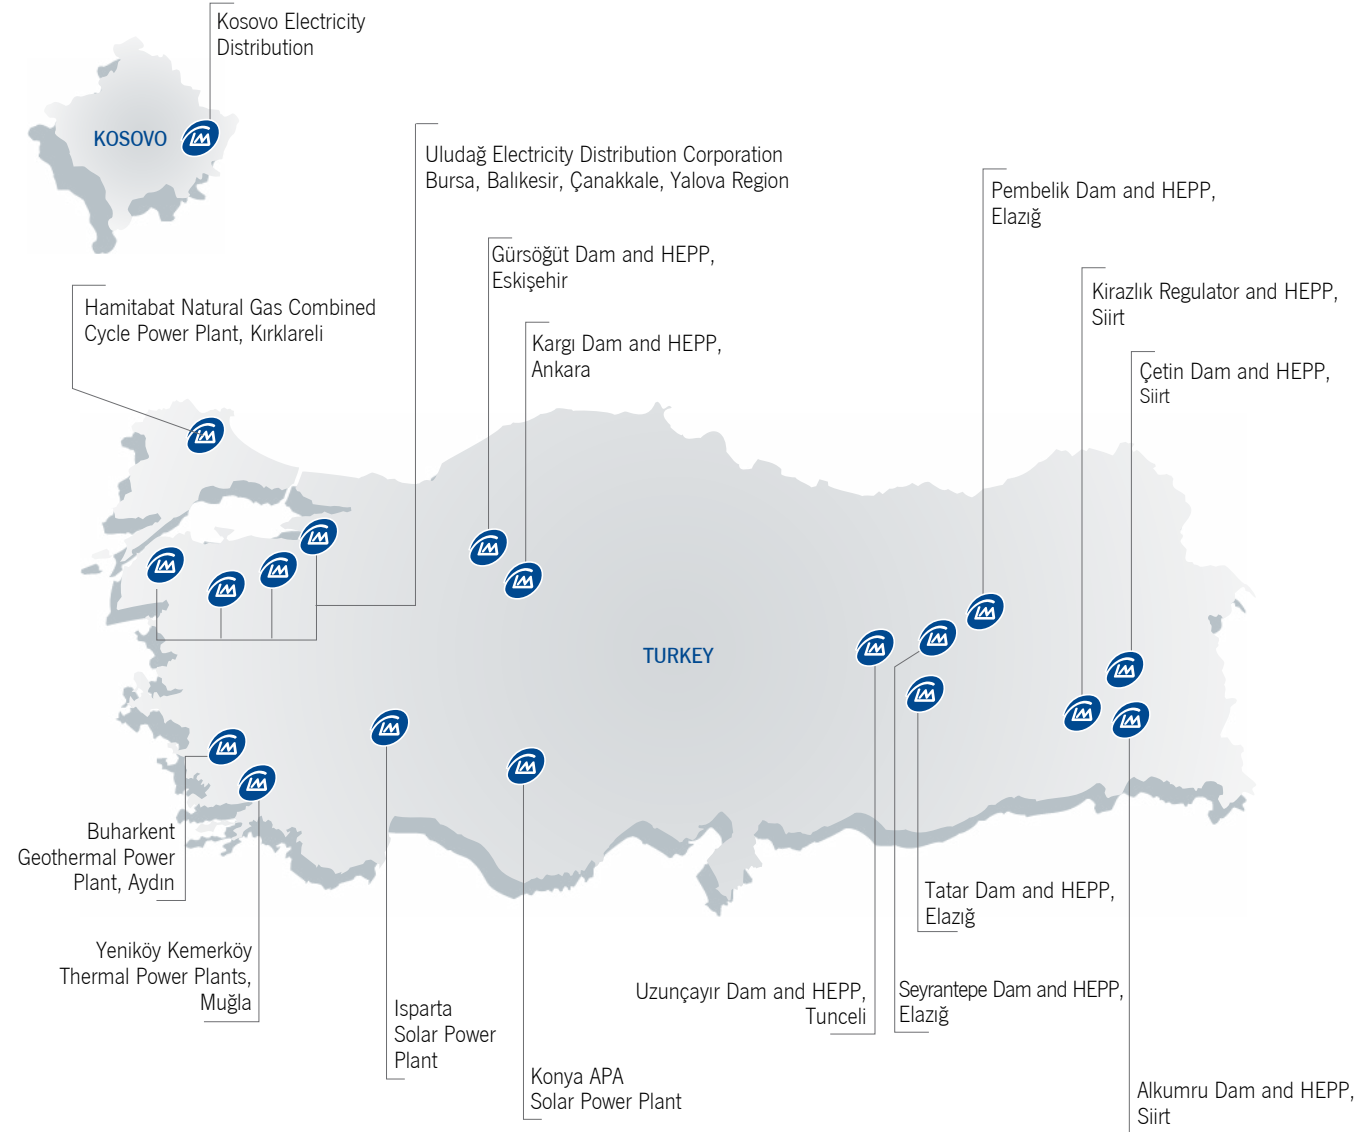 Kosovo Electricity
Distribution
KOSOVO
Uludağ Electricity Distribution Corporation
Bursa, Balıkesir, Çanakkale, Yalova Region
Pembelik Dam and HEPP,
Elazığ
Gürsöğüt Dam and HEPP,
Eskişehir
Kirazlık Regulator and HEPP,
Siirt
Hamitabat Natural Gas Combined
Cycle Power Plant, Kırklareli
Kargı Dam and HEPP,
Ankara
Çetin Dam and HEPP,
Siirt
TURKEY
Buharkent
Geothermal Power
Plant, Aydın
Tatar Dam and HEPP,
Elazığ
Yeniköy Kemerköy
Thermal Power Plants,
Muğla
Uzunçayır Dam and HEPP,
Tunceli
Seyrantepe Dam and HEPP,
Elazığ
Isparta
Solar Power
Plant
Konya APA
Solar Power Plant
Alkumru Dam and HEPP,
Siirt